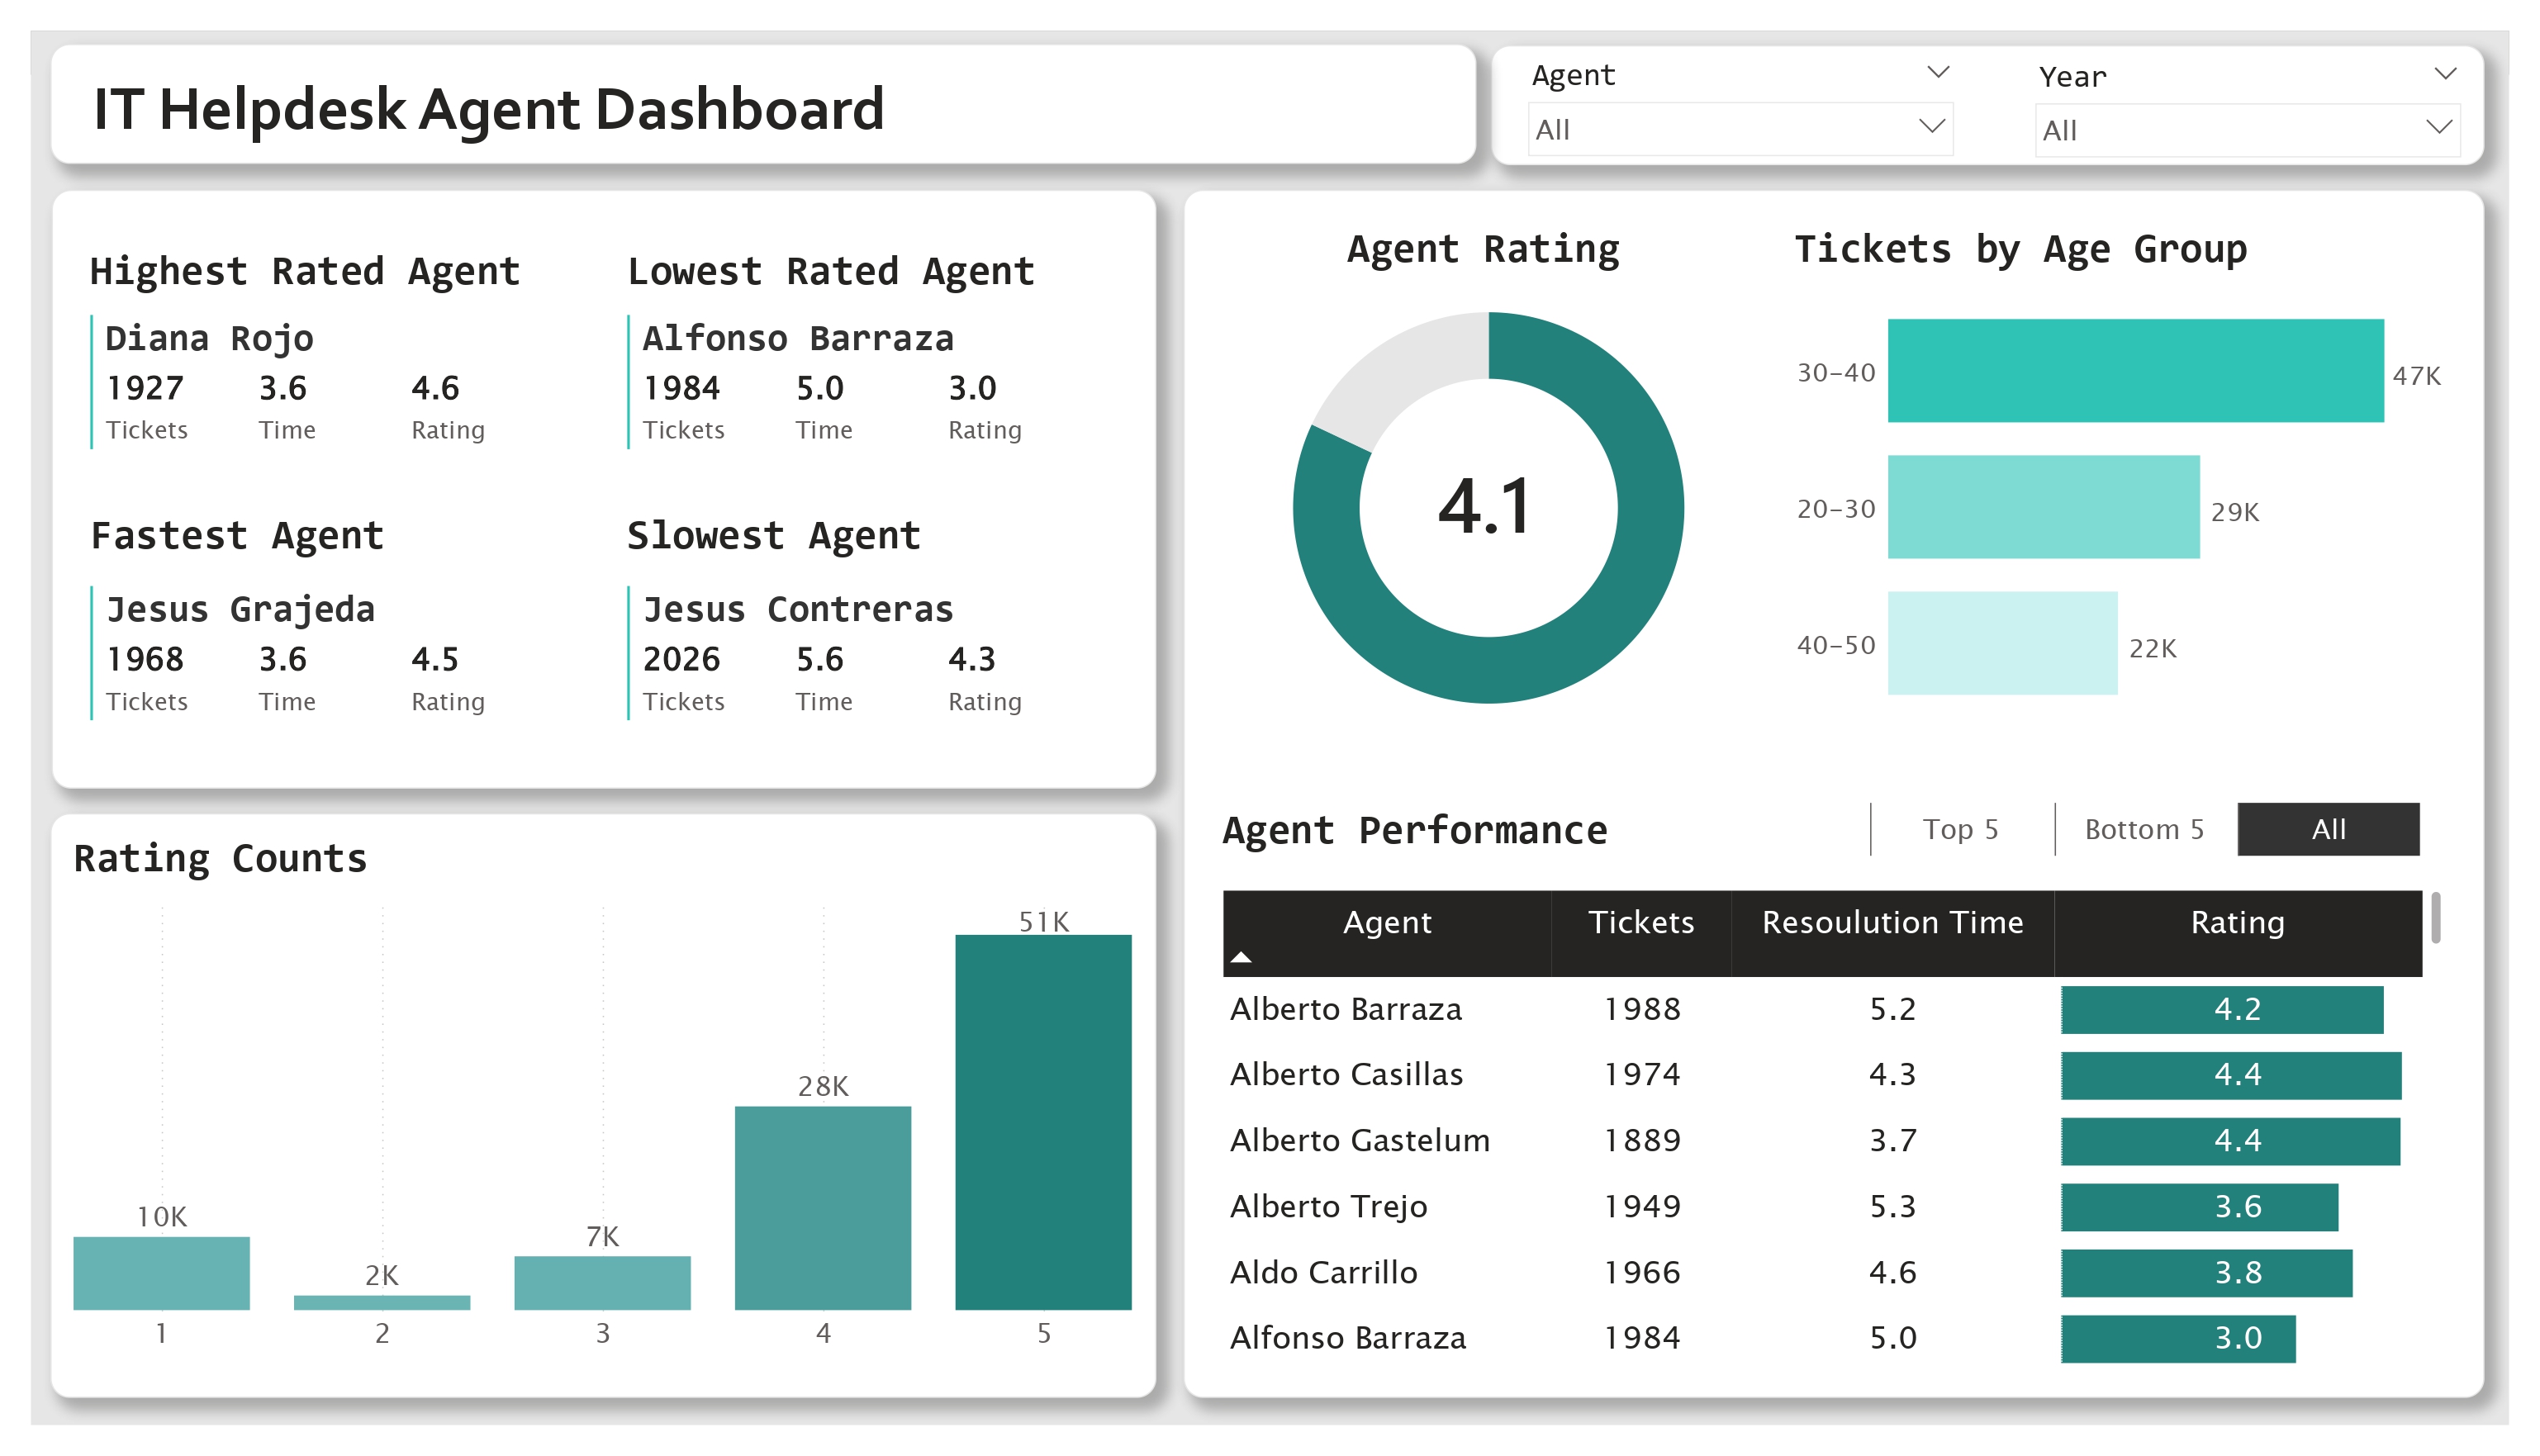 IT Helpdesk Agent Dashboard
Agent
All
Year
All
Highest Rated Agent
Diana Rojo
1927 3.6 4.6
Tickets Time Rating
Lowest Rated Agent
Alfonso Barraza
1984 5.0 3.0
Tickets Time Rating
Fastest Agent
Jesus Grajeda
1968 3.6 4.5
Tickets Time Rating
Slowest Agent
Jesus Contreras
2026 5.6 4.3
Tickets Time Rating
Rating Counts
10K 2K 7K 28K 51K
1 2 3 4 5
Agent Rating
4.1
Tickets by Age Group
30-40 47K
20-30 29K
40-50 22K
Agent Performance
Top 5 Bottom 5 All
Agent Tickets Resoulution Time Rating
Alberto Barraza 1988 5.2 4.2
Alberto Casillas 1974 4.3 4.4
Alberto Gastelum 1889 3.7 4.4
Alberto Trejo 1949 5.3 3.6
Aldo Carrillo 1966 4.6 3.8
Alfonso Barraza 1984 5.0 3.0